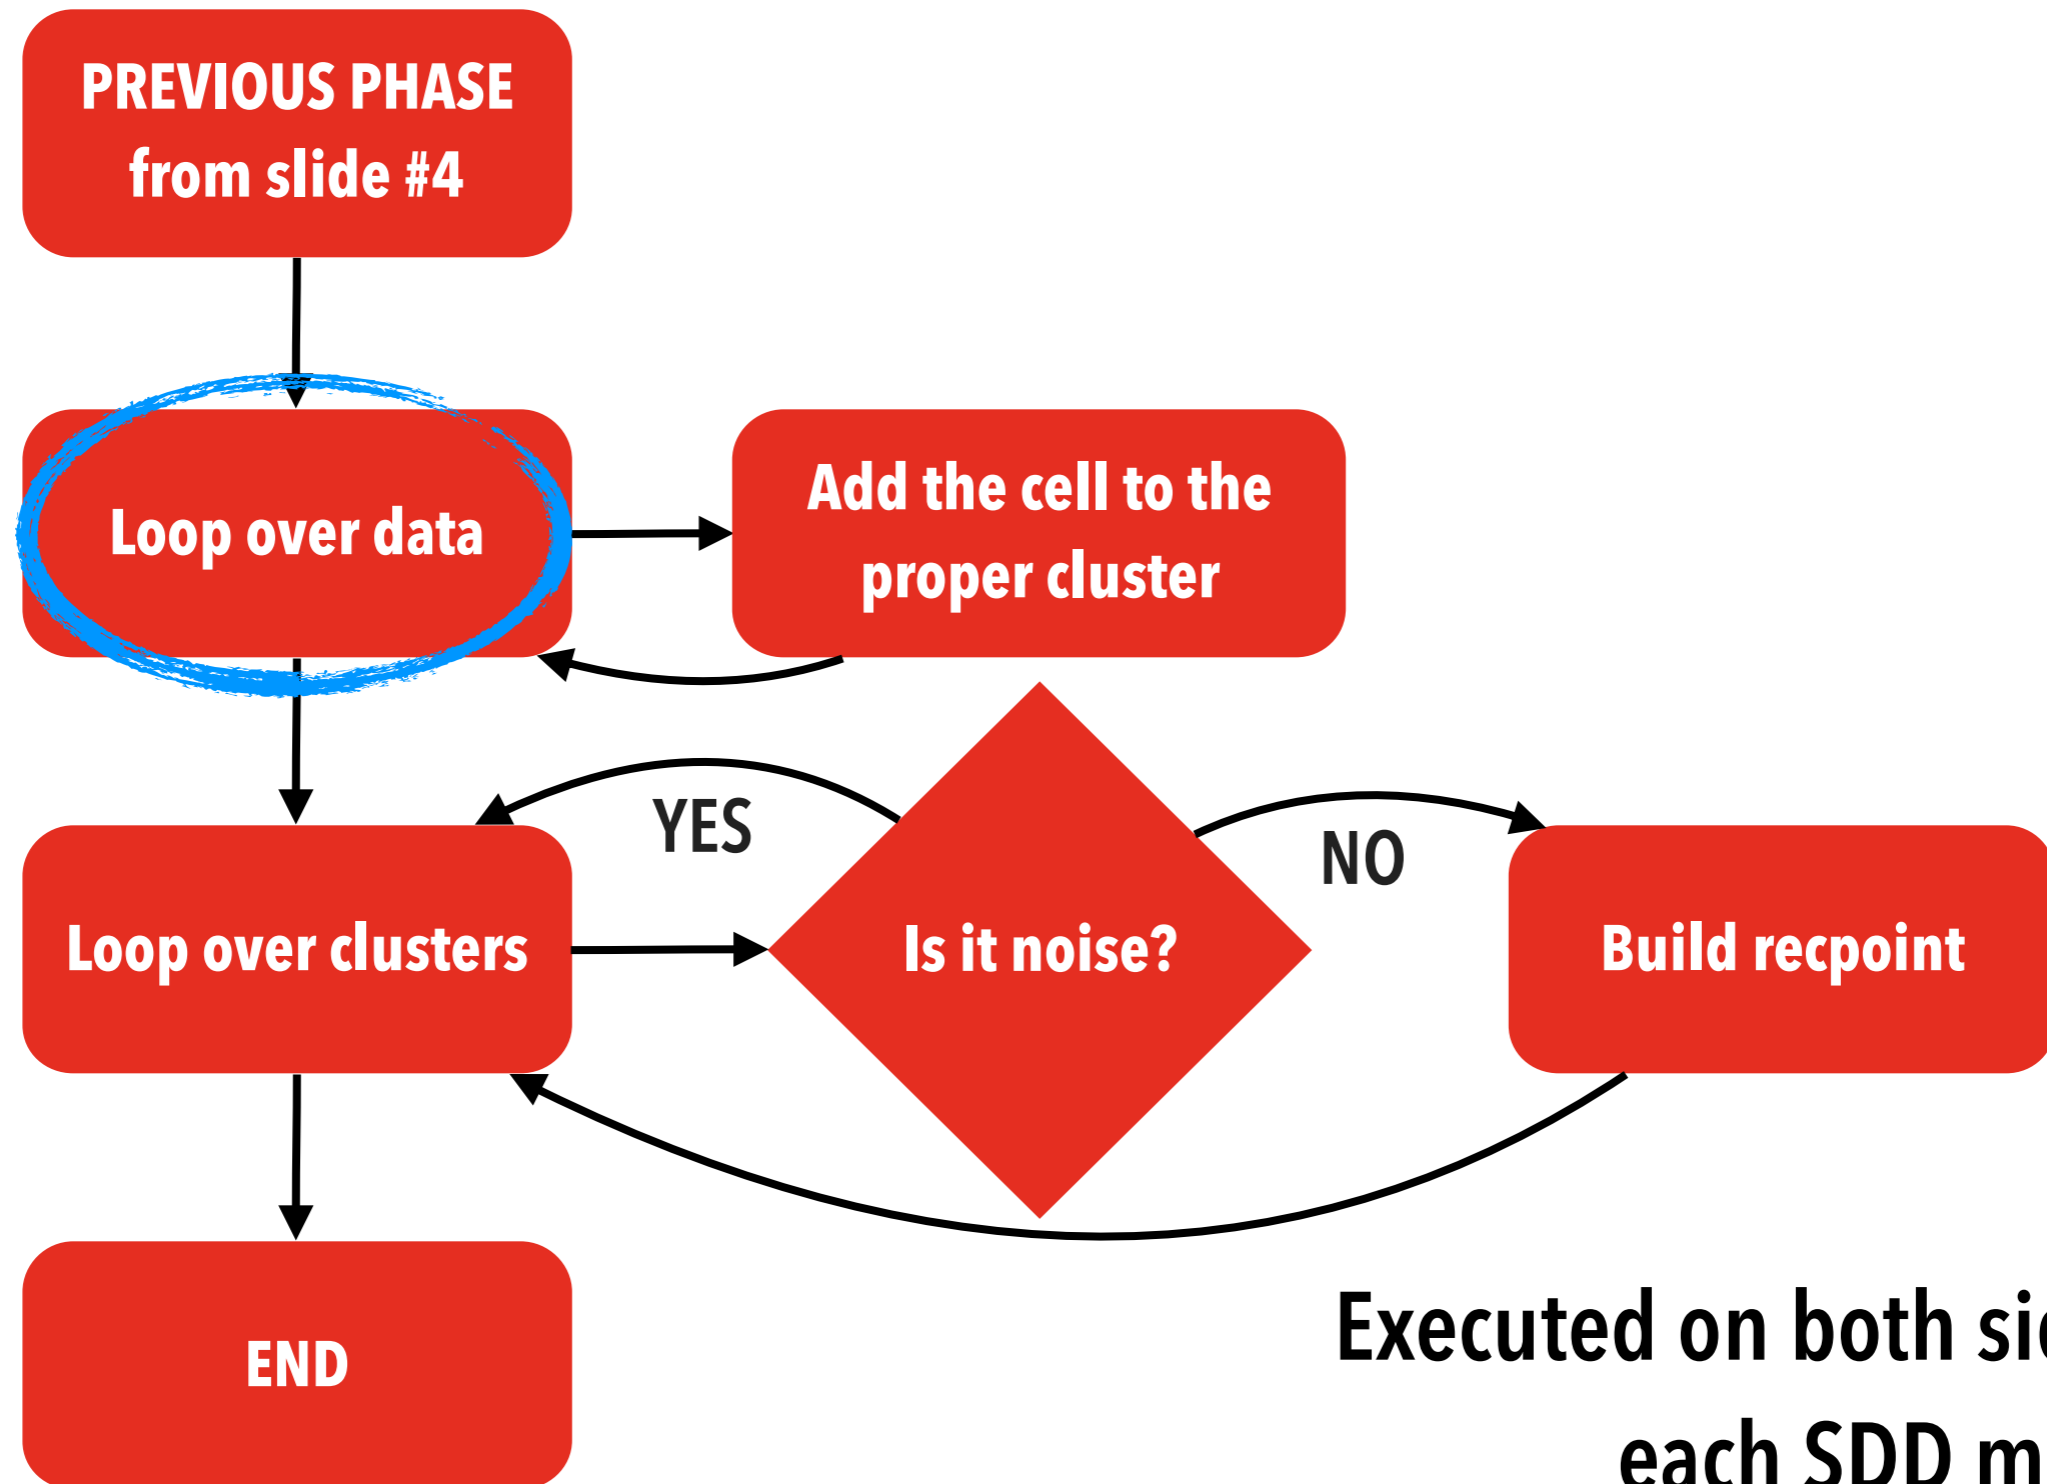 PREVIOUS PHASE
from slide #4
Loop over data
Add the cell to the
proper cluster
YES
NO
Loop over clusters
Is it noise?
Build recpoint
END
Executed on both
each SDD